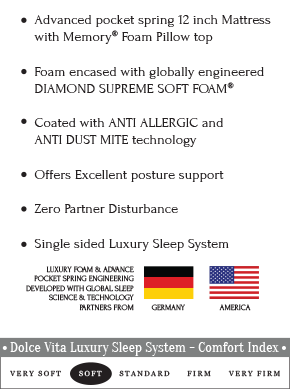 • Advanced pocket spring 12 inch Mattress
with Memory® Foam Pillow top
• Foam encased with globally engineered
DIAMOND SUPREME SOFT FOAM®
• Coated with ANTI ALLERGIC and
ANTI DUST MITE technology
• Offers Excellent posture support
• Zero Partner Disturbance
• Single sided Luxury Sleep System
LUXURY FOAM & ADVANCE
POCKET SPRING ENGINEERING
DEVELOPED WITH GLOBAL SLEEP
SCIENCE & TECHNOLOGY
PARTNERS FROM
GERMANY AMERICA
• Dolce Vita Luxury Sleep System – Comfort Index •
VERY SOFT SOFT STANDARD FIRM VERY FIRM